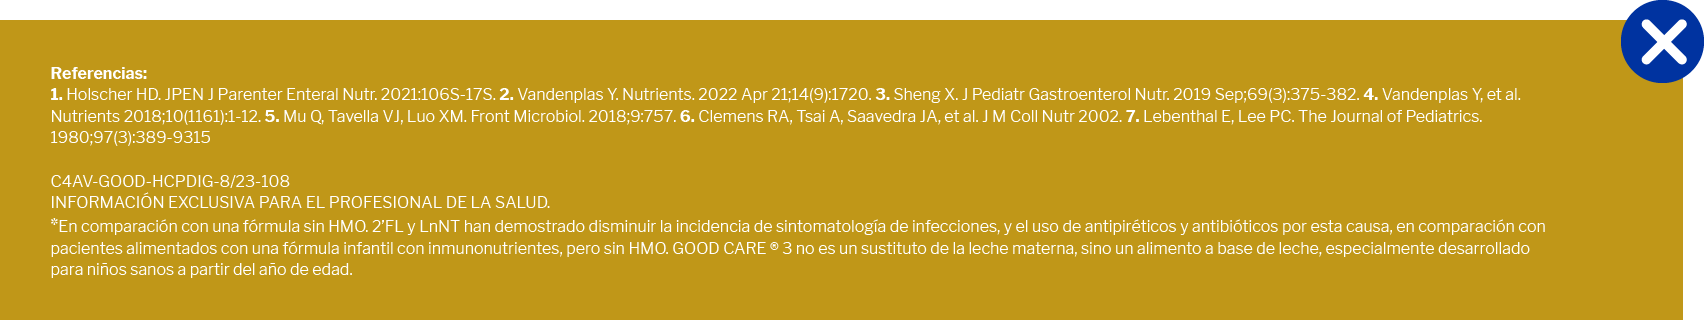 Referencias:
1. Holscher HD. JPEN J Parenter Enteral Nutr. 2021:106S-17S. 2. Vandenplas Y. Nutrients. 2022 Apr 21;14(9):1720. 3. Sheng X. J Pediatr Gastroenterol Nutr. 2019 Sep;69(3):375-382. 4. Vandenplas Y, et al.
Nutrients 2018;10(1161):1-12. 5. Mu Q, Tavella VJ, Luo XM. Front Microbiol. 2018;9:757. 6. Clemens RA, Tsai A, Saavedra JA, et al. J M Coll Nutr 2002. 7. Lebenthal E, Lee PC. The Journal of Pediatrics.
1980;97(3):389-9315
C4AV-GOOD-HCPDIG-8/23-108
INFORMACIÓN EXCLUSIVA PARA EL PROFESIONAL DE LA SALUD.
*En comparación con una fórmula sin HMO. 2’FL y LnNT han demostrado disminuir la incidencia de sintomatología de infecciones, y el uso de antipiréticos y antibióticos por esta causa, en comparación con
pacientes alimentados con una fórmula infantil con inmunonutrientes, pero sin HMO. GOOD CARE ® 3 no es un sustituto de la leche materna, sino un alimento a base de leche, especialmente desarrollado
para niños sanos a partir del año de edad.